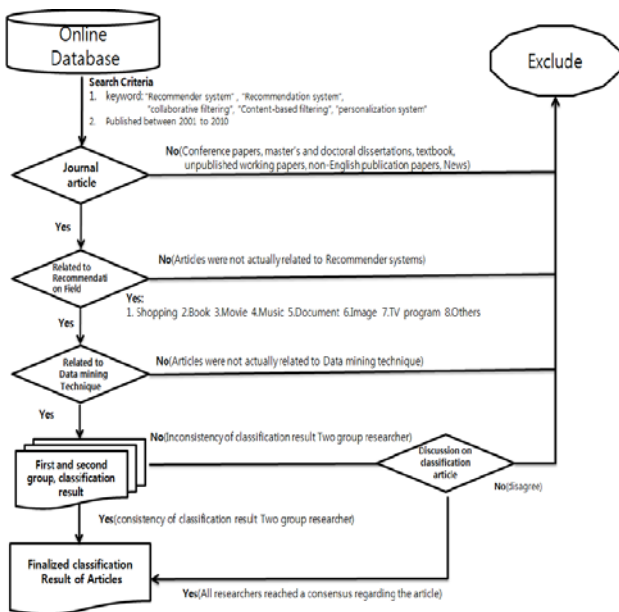 Online
Database
Exclude
Search Criteria
1. keyword: "Recommender system" , "Recommendation system",
"collaborative filtering", "Content-based filtering", "personalization system"
2. Published between 2001 to 2010
No(Conference papers, master's and doctoral dissertations, textbook,
unpublished working papers, non-English publication papers, News)
Journal
article
Yes
No(Articles were not actually related to Recommender systems)
Related to
Recommendati
on Field
Yes:
1. Shopping 2.Book 3.Movie 4.Music 5.Document 6.Image 7.TV program 8.Others
Yes
No(Articles were not actually related to Data mining technique)
Related to
Data mining
Technique
Yes
No(Inconsistency of classification result Two group researcher)
First and second
group, classification
result
Discussion on
classification
article
No(disagree)
Yes(consistency of classification result Two group researcher)
Finalized classification
Result of Articles
Yes(All researchers reached a consensus regarding the article)